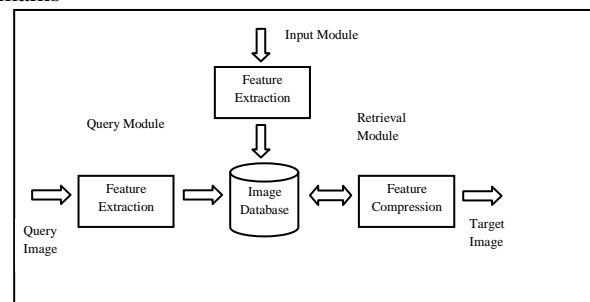 Input Module
Feature
Extraction
Query Module
Retrieval
Module
Feature
Extraction
Image
Database
Feature
Compression
Query
Image
Target
Image